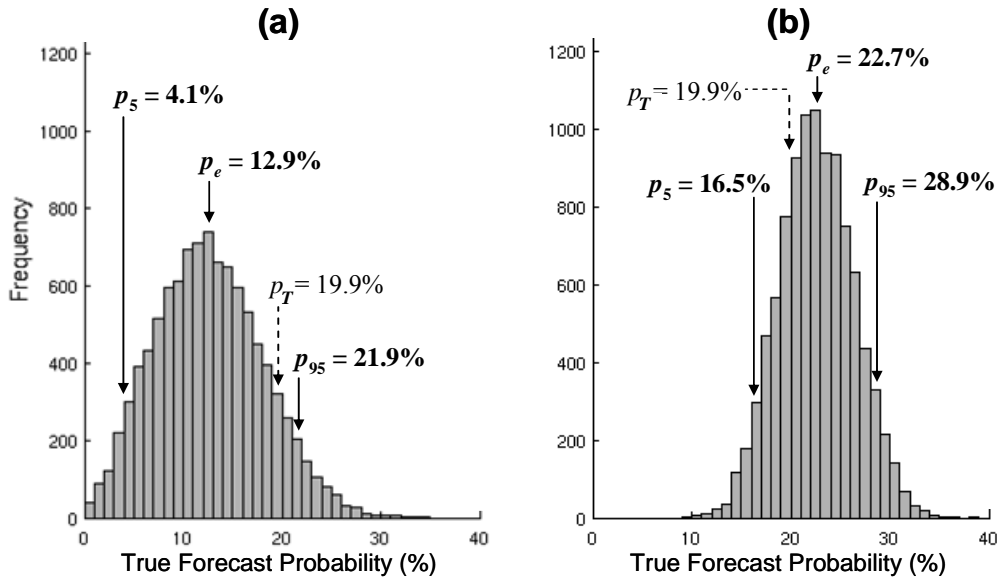 (a)
1200
1000
800
600
400
200
0
Frequency
p5 = 4.1%
pe = 12.9%
pT = 19.9%
p95 = 21.9%
0 10 20 30 40
True Forecast Probability (%)
(b)
1200
1000
800
600
400
200
0
pe = 22.7%
pT = 19.9%
p5 = 16.5%
p95 = 28.9%
0 10 20 30 40
True Forecast Probability (%)